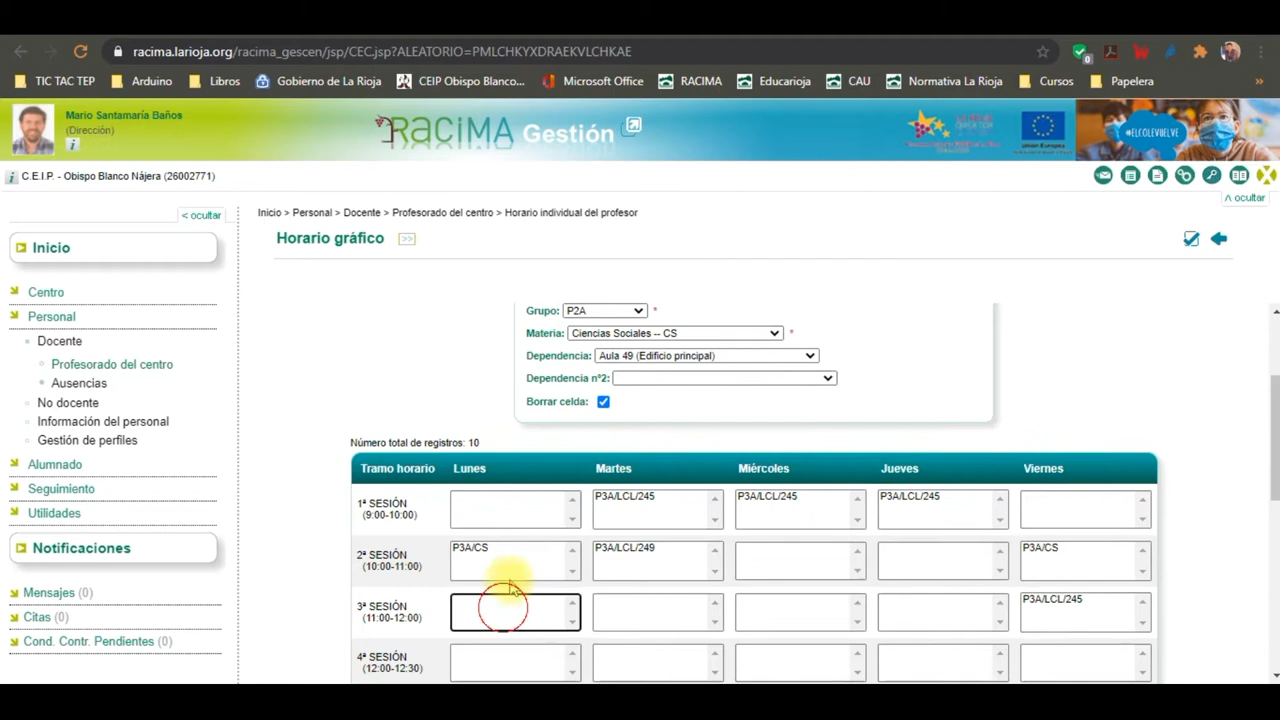 racima.larioja.org/racima_gescen/jsp/CEC.jsp?ALEATORIO=PMLCHKYXDRAEKVLCHKAE
0
TIC TAC TEP Arduino Libros Gobierno de La Rioja CEIP Obispo Blanco... Microsoft Office RACIMA Educarioja CAU Normativa La Rioja Cursos Papelera »
Mario Santamaría Baños
(Dirección)
RACIMA Gestión
Unión Europea
#ELCOLEVUELVE
C.E.I.P. - Obispo Blanco Nájera (26002771)
ocultar
< ocultar
Inicio > Personal > Docente > Profesorado del centro > Horario individual del profesor
Inicio
Horario gráfico >>
Centro
Personal
Docente
Profesorado del centro
Ausencias
No docente
Información del personal
Gestión de perfiles
Alumnado
Seguimiento
Utilidades
Notificaciones
Mensajes (0)
Citas (0)
Cond. Contr. Pendientes (0)
Grupo: P2A *
Materia: Ciencias Sociales -- CS *
Dependencia: Aula 49 (Edificio principal)
Dependencia nº2:
Borrar celda:
Número total de registros: 10
Tramo horario Lunes Martes Miércoles Jueves Viernes
1ª SESIÓN
(9:00-10:00)
P3A/LCL/245 P3A/LCL/245 P3A/LCL/245
2ª SESIÓN
(10:00-11:00)
P3A/CS P3A/LCL/249 P3A/CS
3ª SESIÓN
(11:00-12:00)
P3A/LCL/245
4ª SESIÓN
(12:00-12:30)